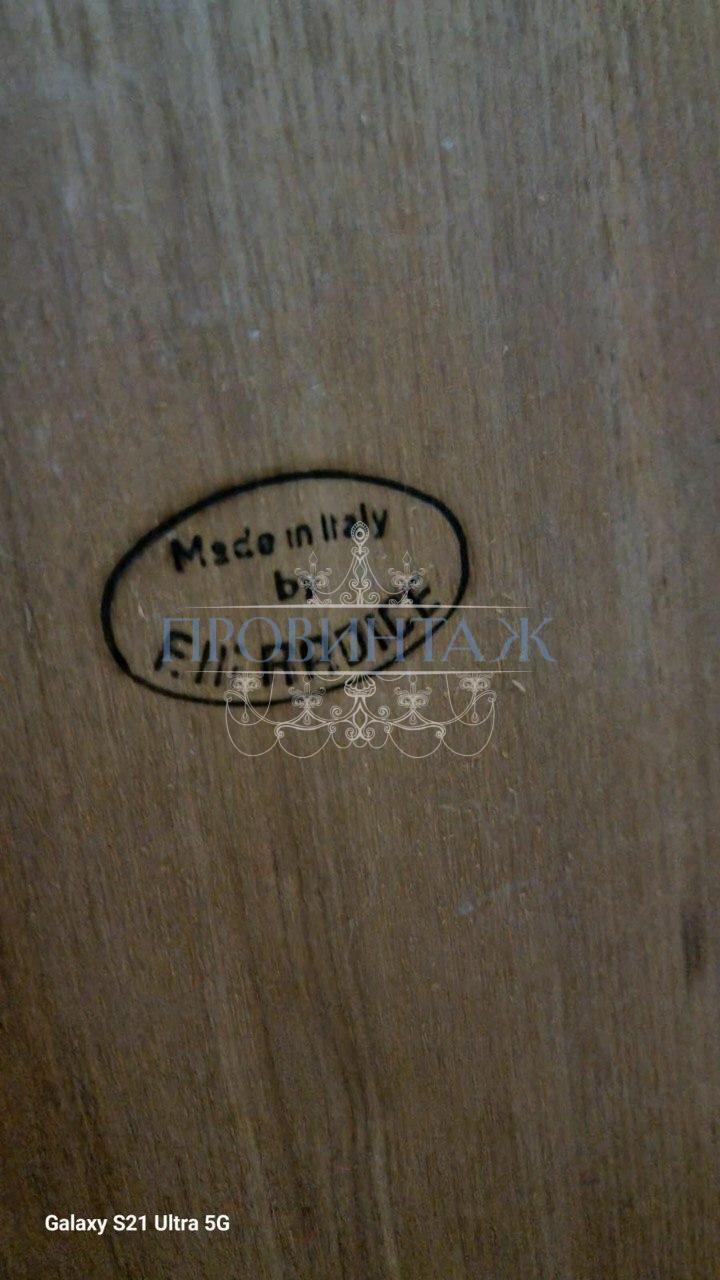 Made in Italy
by
ПРОВИНТАЖ
Galaxy S21 Ultra 5G